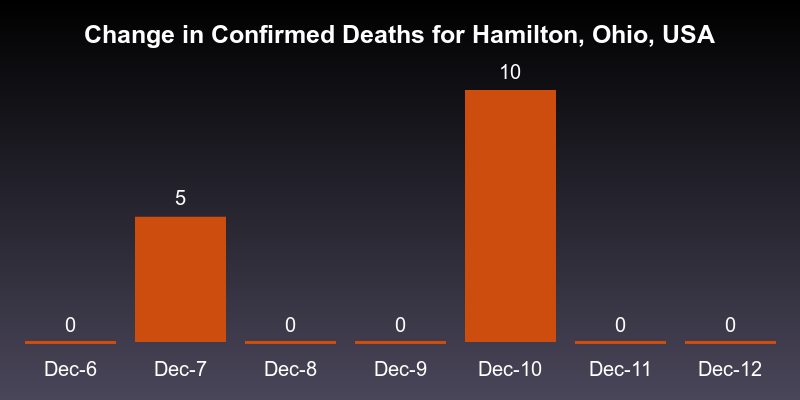 Change in Confirmed Deaths for Hamilton, Ohio, USA
10
5
0 0 0 0 0
Dec-6 Dec-7 Dec-8 Dec-9 Dec-10 Dec-11 Dec-12